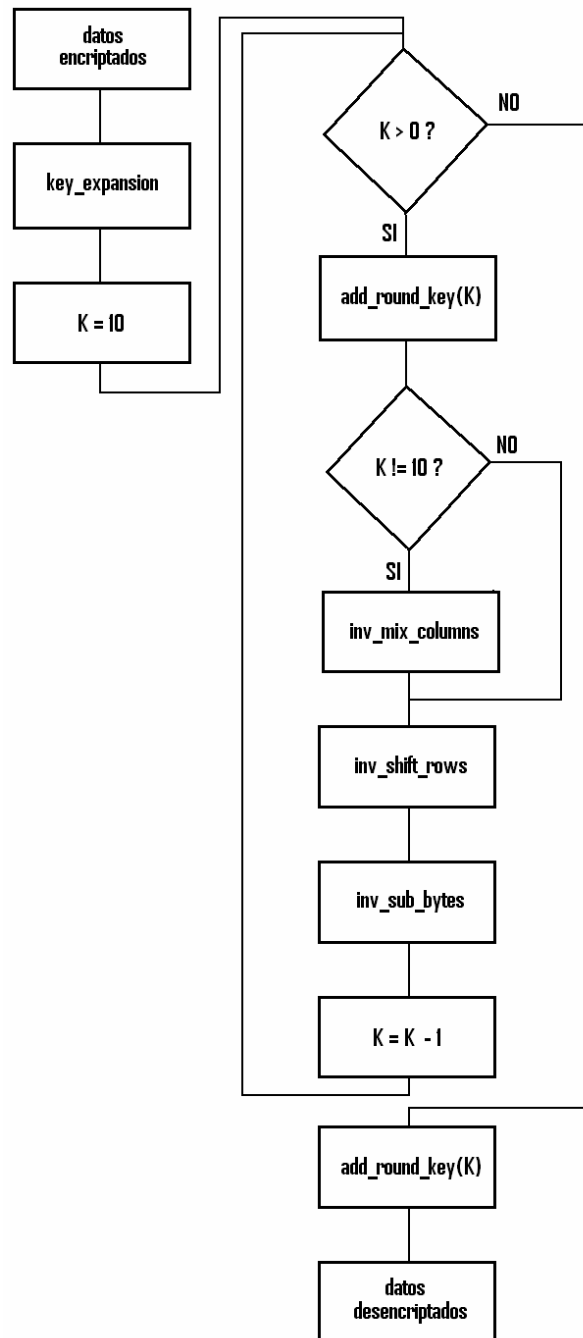 datos
encriptados
key_expansion
K = 10
K > 0 ?
NO
SI
add_round_key(K)
K != 10 ?
NO
SI
inv_mix_columns
inv_shift_rows
inv_sub_bytes
K = K - 1
add_round_key(K)
datos
desencriptados